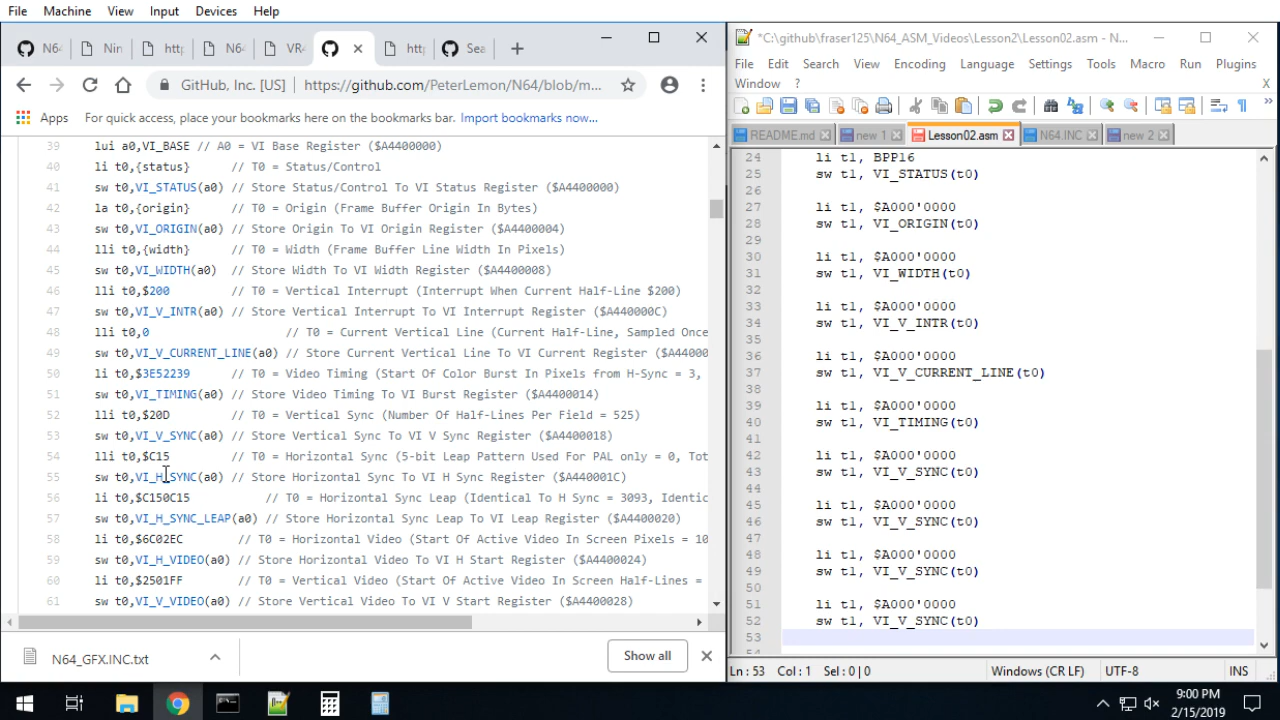 File Machine View Input Devices Help
N64 Nin http N64 VR4 http Sea
GitHub, Inc. [US] https://github.com/PeterLemon/N64/blob/m...
Apps For quick access, place your bookmarks here on the bookmarks bar. Import bookmarks now...
39 lui a0,VI_BASE // A0 = VI Base Register ($A4400000)
40 li t0,{status} // T0 = Status/Control
41 sw t0,VI_STATUS(a0) // Store Status/Control To VI Status Register ($A4400000)
42 la t0,{origin} // T0 = Origin (Frame Buffer Origin In Bytes)
43 sw t0,VI_ORIGIN(a0) // Store Origin To VI Origin Register ($A4400004)
44 lli t0,{width} // T0 = Width (Frame Buffer Line Width In Pixels)
45 sw t0,VI_WIDTH(a0) // Store Width To VI Width Register ($A4400008)
46 lli t0,$200 // T0 = Vertical Interrupt (Interrupt When Current Half-Line $200)
47 sw t0,VI_V_INTR(a0) // Store Vertical Interrupt To VI Interrupt Register ($A440000C)
48 lli t0,0 // T0 = Current Vertical Line (Current Half-Line, Sampled Once
49 sw t0,VI_V_CURRENT_LINE(a0) // Store Current Vertical Line To VI Current Register ($A44000
50 li t0,$3E52239 // T0 = Video Timing (Start Of Color Burst In Pixels from H-Sync = 3,
51 sw t0,VI_TIMING(a0) // Store Video Timing To VI Burst Register ($A4400014)
52 lli t0,$20D // T0 = Vertical Sync (Number Of Half-Lines Per Field = 525)
53 sw t0,VI_V_SYNC(a0) // Store Vertical Sync To VI V Sync Register ($A4400018)
54 lli t0,$C15 // T0 = Horizontal Sync (5-bit Leap Pattern Used For PAL only = 0, Tot
55 sw t0,VI_H_SYNC(a0) // Store Horizontal Sync To VI H Sync Register ($A440001C)
56 li t0,$C150C15 // T0 = Horizontal Sync Leap (Identical To H Sync = 3093, Identic
57 sw t0,VI_H_SYNC_LEAP(a0) // Store Horizontal Sync Leap To VI Leap Register ($A4400020)
58 li t0,$6C02EC // T0 = Horizontal Video (Start Of Active Video In Screen Pixels = 10
59 sw t0,VI_H_VIDEO(a0) // Store Horizontal Video To VI H Start Register ($A4400024)
60 li t0,$2501FF // T0 = Vertical Video (Start Of Active Video In Screen Half-Lines =
61 sw t0,VI_V_VIDEO(a0) // Store Vertical Video To VI V Start Register ($A4400028)
N64_GFX.INC.txt
Show all
*C:\github\fraser125\N64_ASM_Videos\Lesson2\Lesson02.asm - N...
File Edit Search View Encoding Language Settings Tools Macro Run Plugins
Window ?
README.md new 1 Lesson02.asm N64.INC new 2
24 li t1, BPP16
25 sw t1, VI_STATUS(t0)
26
27 li t1, $A000'0000
28 sw t1, VI_ORIGIN(t0)
29
30 li t1, $A000'0000
31 sw t1, VI_WIDTH(t0)
32
33 li t1, $A000'0000
34 sw t1, VI_V_INTR(t0)
35
36 li t1, $A000'0000
37 sw t1, VI_V_CURRENT_LINE(t0)
38
39 li t1, $A000'0000
40 sw t1, VI_TIMING(t0)
41
42 li t1, $A000'0000
43 sw t1, VI_V_SYNC(t0)
44
45 li t1, $A000'0000
46 sw t1, VI_V_SYNC(t0)
47
48 li t1, $A000'0000
49 sw t1, VI_V_SYNC(t0)
50
51 li t1, $A000'0000
52 sw t1, VI_V_SYNC(t0)
53
Ln : 53 Col : 1 Sel : 0 | 0 Windows (CR LF) UTF-8 INS
9:00 PM
2/15/2019